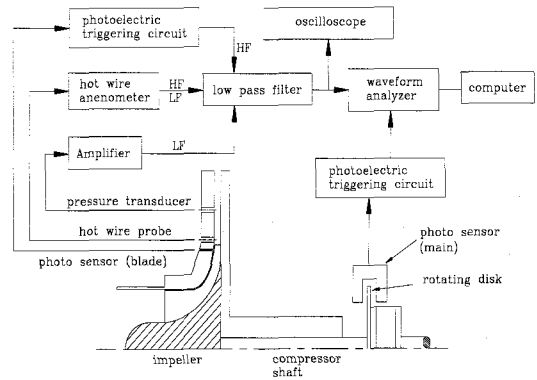 photoelectric
triggering circuit
oscilloscope
HF
hot wire
anenometer
HF
LF
low pass filter
waveform
analyzer
computer
Amplifier
LF
photoelectric
triggering circuit
pressure transducer
hot wire probe
photo sensor (blade)
photo sensor
(main)
rotating disk
impeller
compressor
shaft